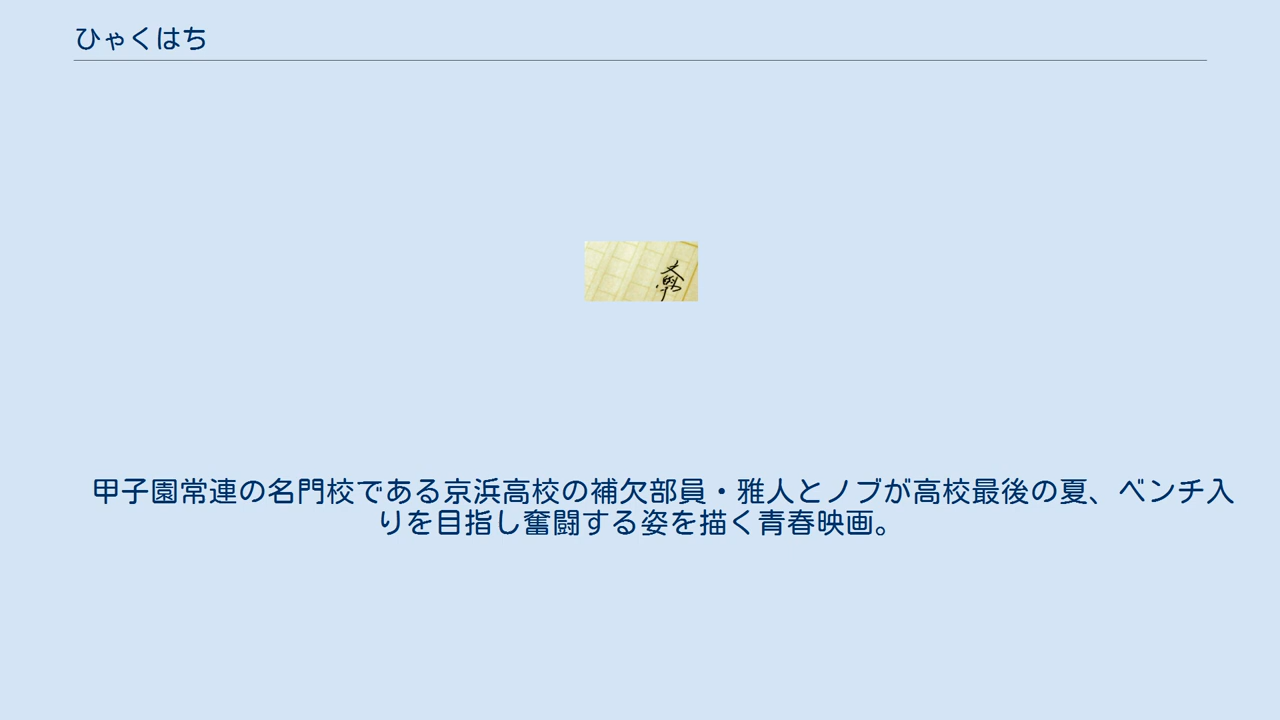 ひゃくはち
甲子園常連の名門校である京浜高校の補欠部員・雅人とノブが高校最後の夏、ベンチ入
りを目指し奮闘する姿を描く青春映画。